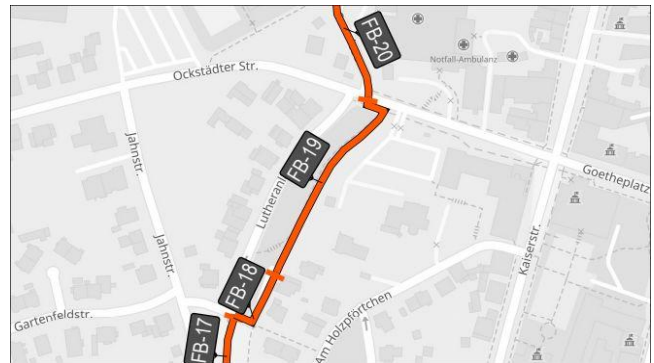 FB-20
Notfall-Ambulanz
Ockstädter Str.
Jahnstr.
FB-19
Goetheplatz
Lutheranl
Kaiserstr.
Jahnstr.
FB-18
Am Holzpförtchen
Gartenfeldstr.
FB-17